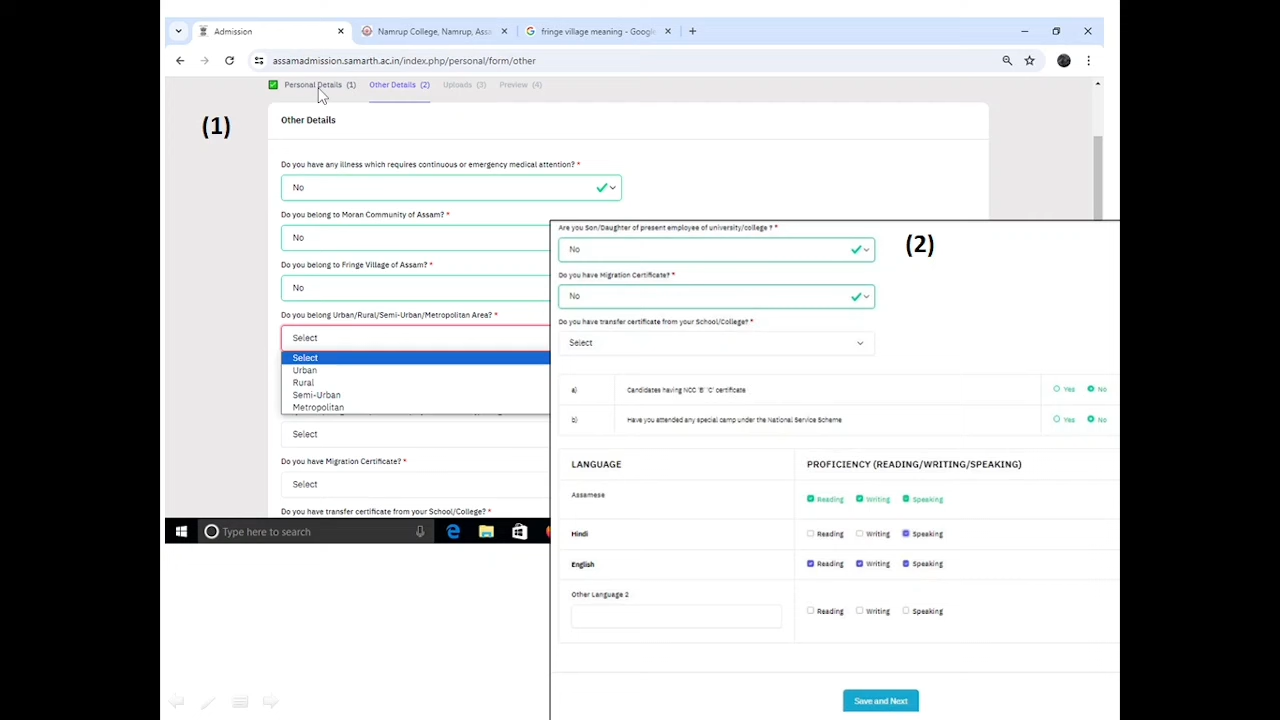 Admission
Namrup College, Namrup, Assa
fringe village meaning - Google
assamadmission.samarth.ac.in/index.php/personal/form/other
Personal Details (1)
Other Details (2)
Uploads (3)
Preview (4)
(1)
Other Details
Do you have any illness which requires continuous or emergency medical attention? *
No
Do you belong to Moran Community of Assam? *
No
Do you belong to Fringe Village of Assam? *
No
Do you belong Urban/Rural/Semi-Urban/Metropolitan Area? *
Select
Select
Urban
Rural
Semi-Urban
Metropolitan
Select
Do you have Migration Certificate? *
Select
Do you have transfer certificate from your School/College? *
Type here to search
(2)
Are you Son/Daughter of present employee of university/college ? *
No
Do you have Migration Certificate? *
No
Do you have transfer certificate from your School/College? *
Select
a) Candidates having NCC 'B' 'C' certificate Yes No
b) Have you attended any special camp under the National Service Scheme Yes No
LANGUAGE PROFICIENCY (READING/WRITING/SPEAKING)
Assamese Reading Writing Speaking
Hindi Reading Writing Speaking
English Reading Writing Speaking
Other Language 2
Reading Writing Speaking
Save and Next